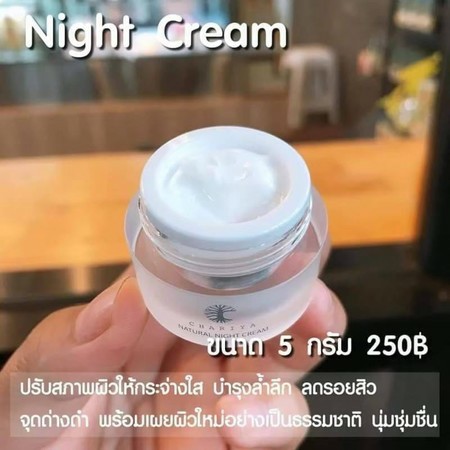 Night Cream
CHARIYA
NATURAL NIGHT CREAM
ขนาด 5 กรัม 250฿
ปรับสภาพผิวให้กระจ่างใส บำรุงล้ำลึก ลดรอยสิว
จุดด่างดำ พร้อมเผยผิวใหม่อย่างเป็นธรรมชาติ นุ่มชุ่มชื่น